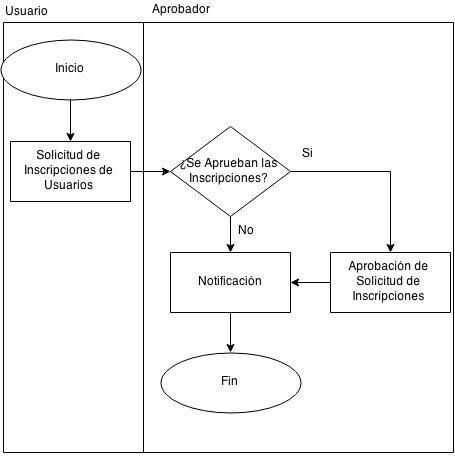 Usuario
Aprobador
Inicio
Solicitud de
Inscripciones de
Usuarios
¿Se Aprueban las
Inscripciones?
Si
No
Notificación
Aprobación de
Solicitud de
Inscripciones
Fin